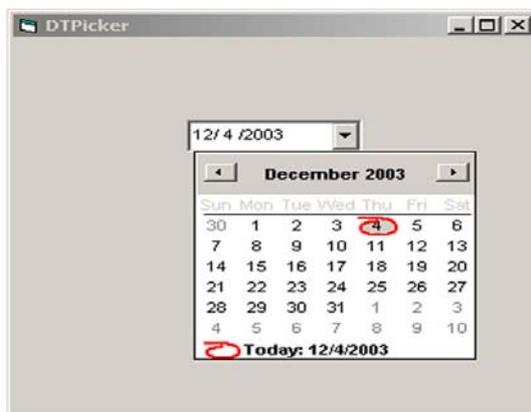 DTPicker
12/ 4 /2003
December 2003
Sun Mon Tue Wed Thu Fri Sat
30 1 2 3 4 5 6
7 8 9 10 11 12 13
14 15 16 17 18 19 20
21 22 23 24 25 26 27
28 29 30 31 1 2 3
4 5 6 7 8 9 10
Today: 12/4/2003